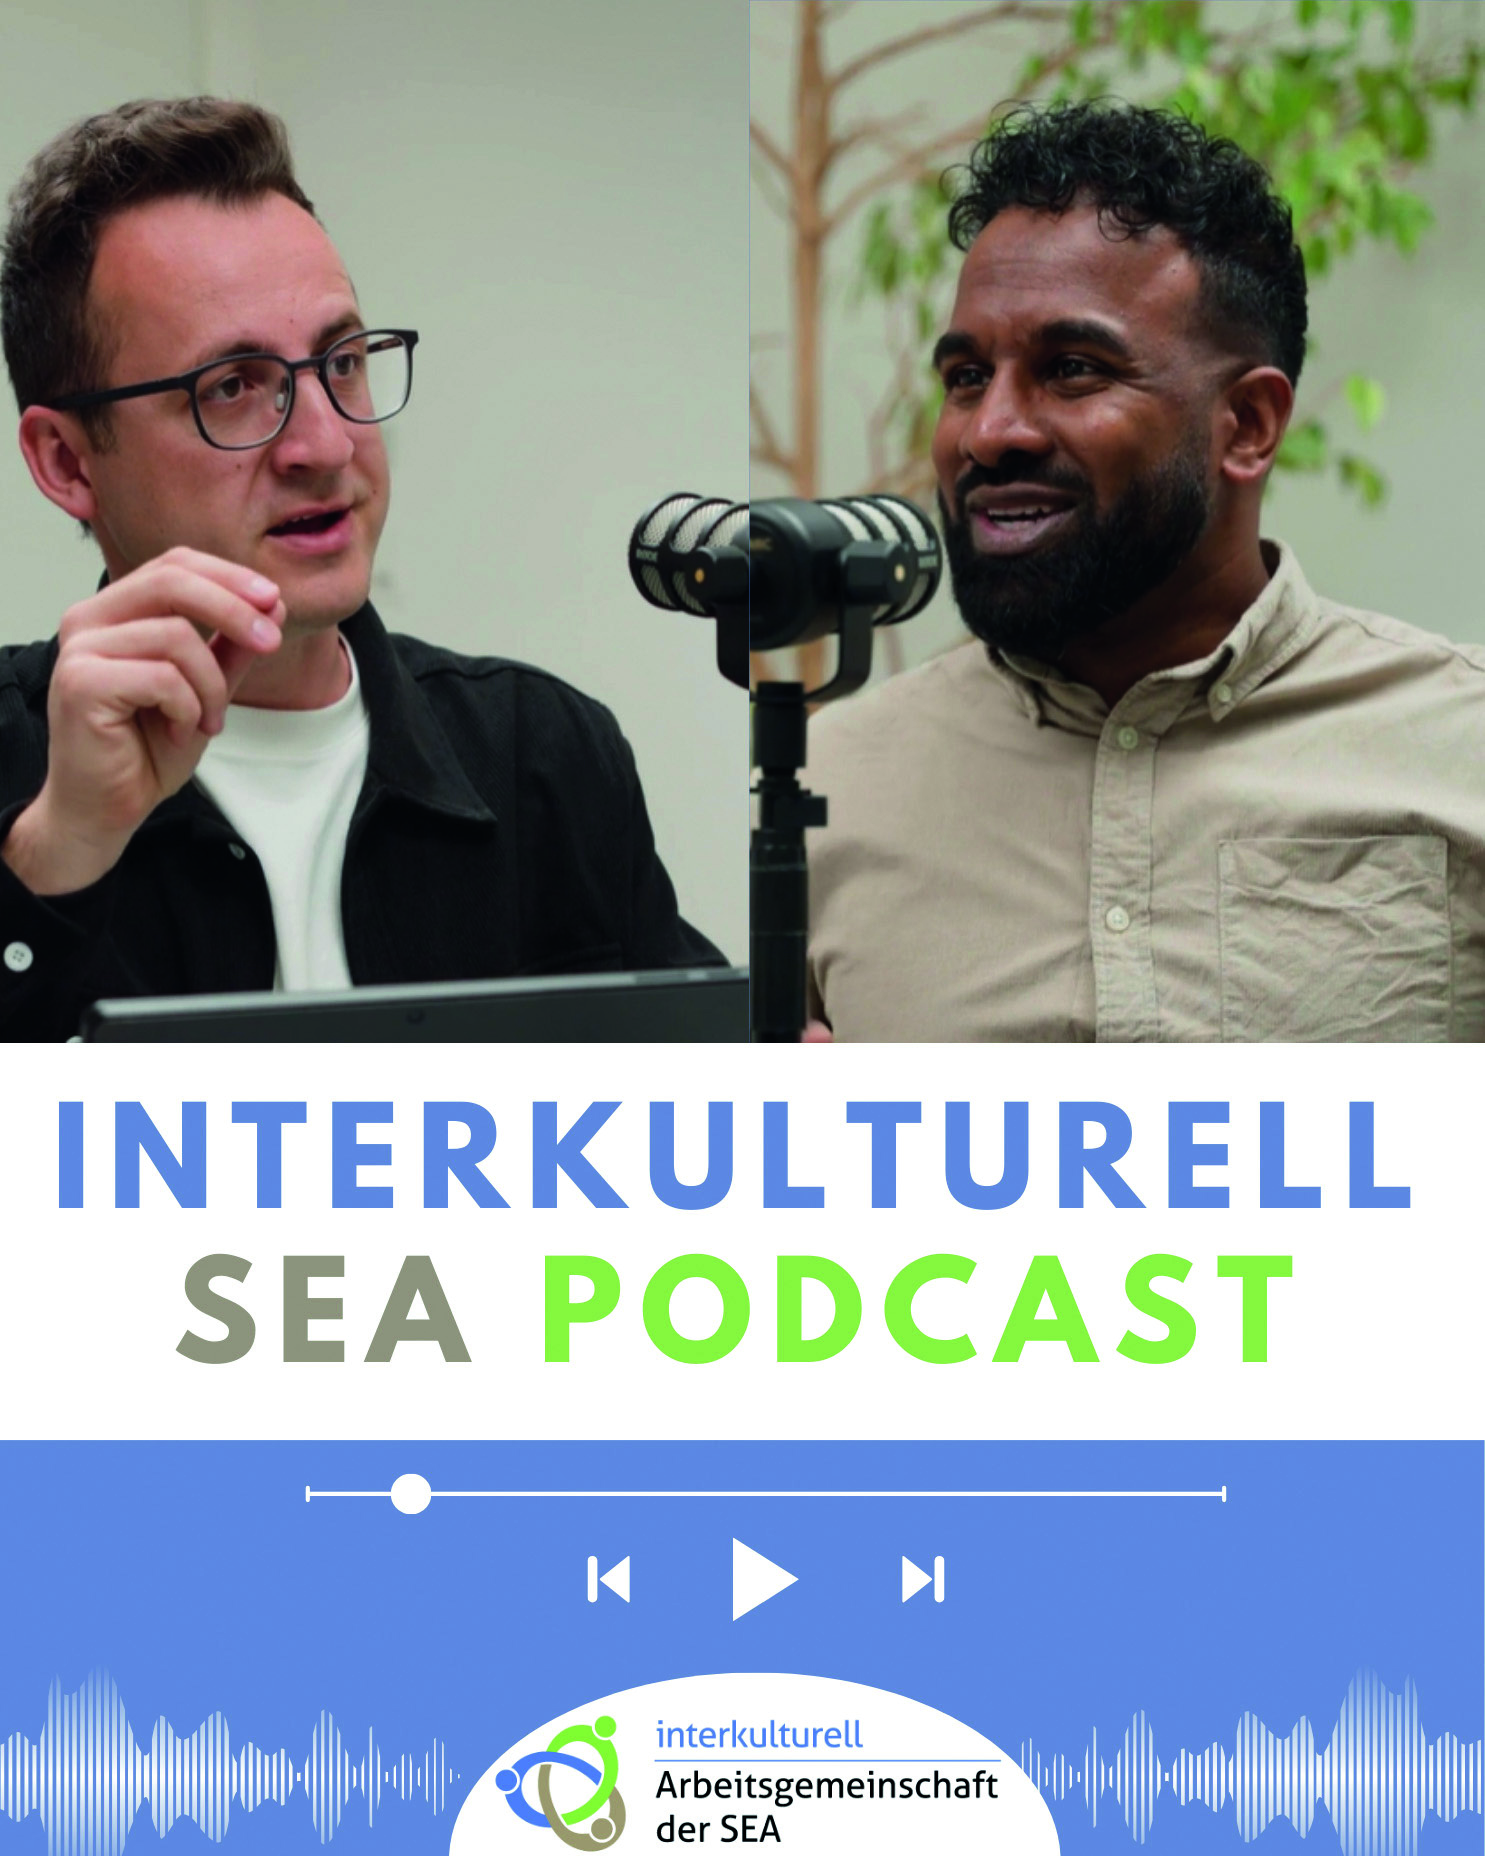 INTERKULTURELL
SEA PODCAST
interkulturell
Arbeitsgemeinschaft
der SEA